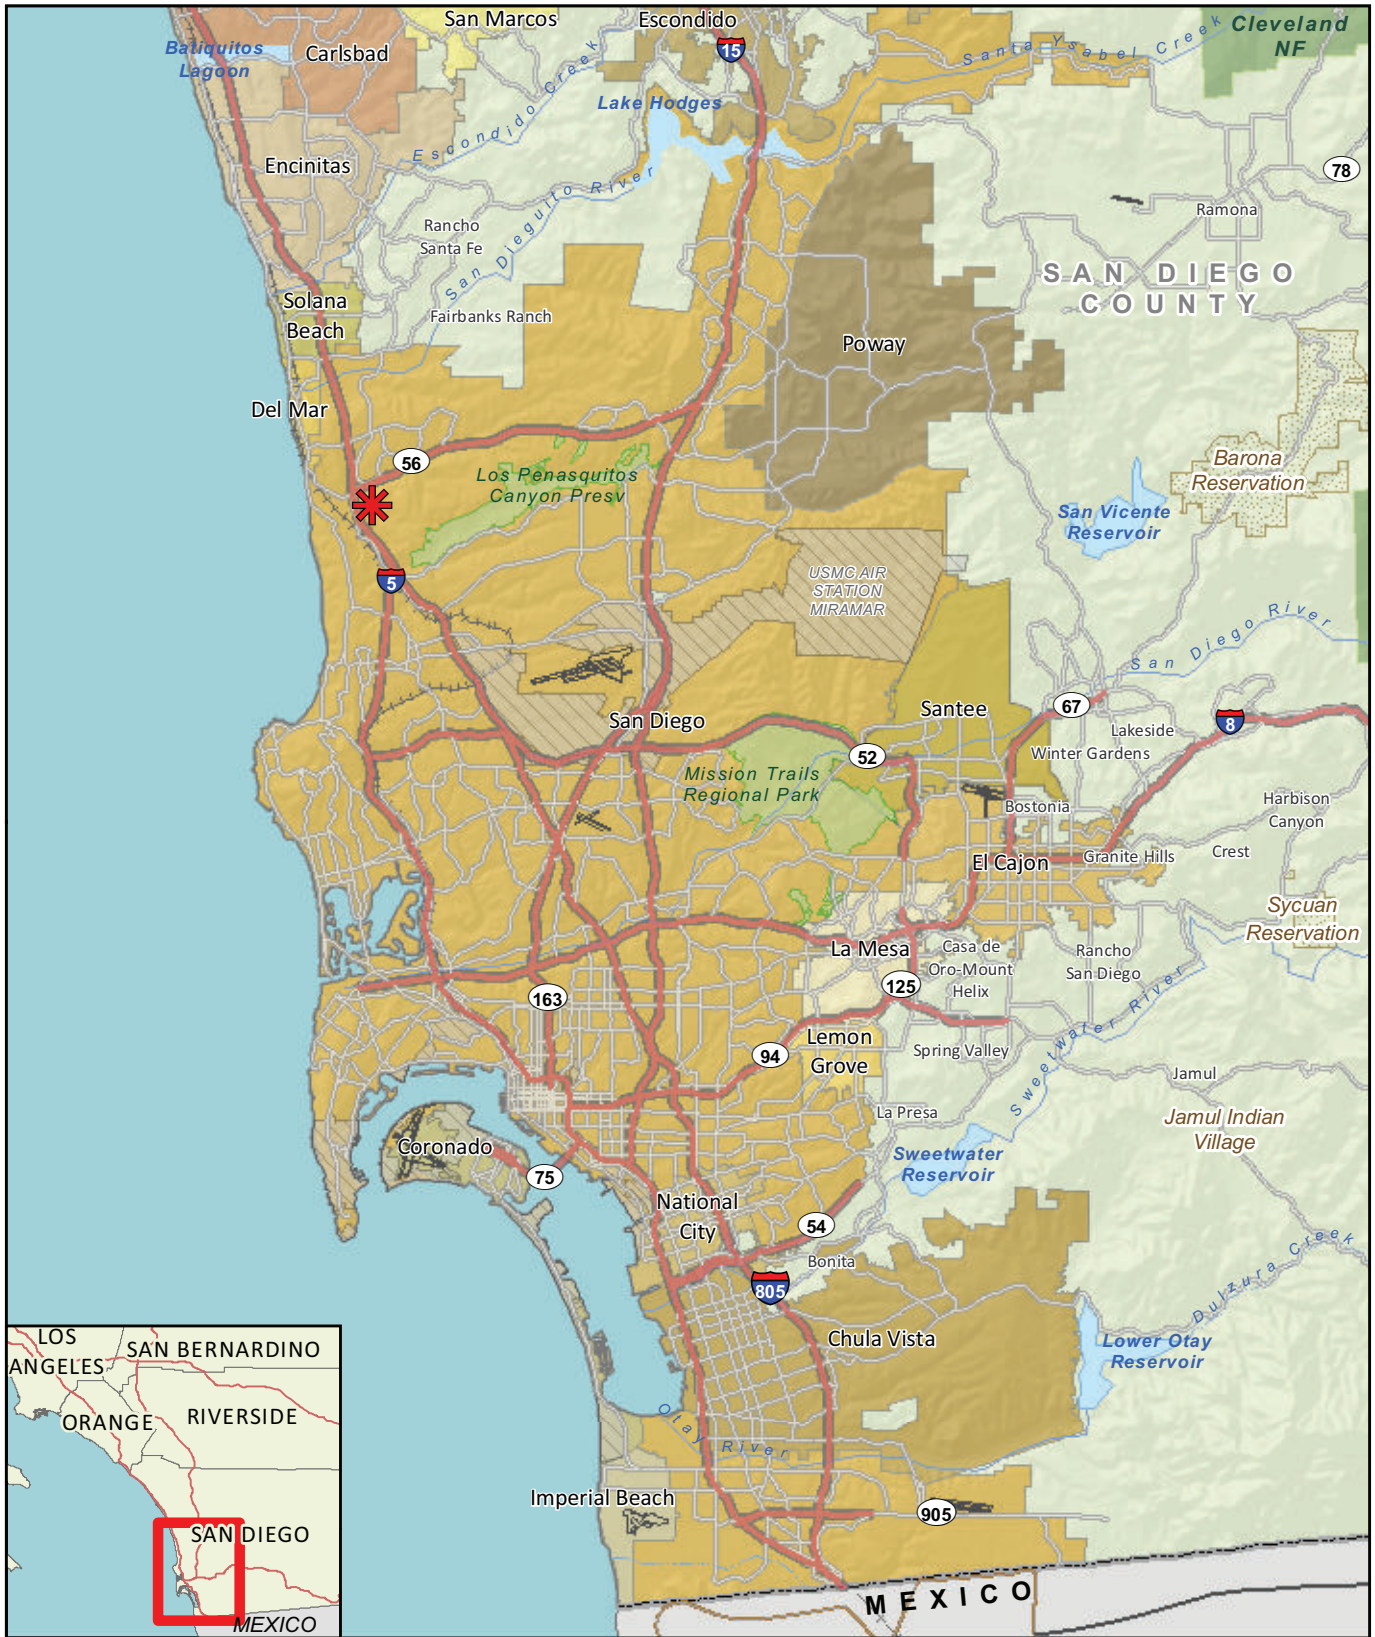 San Marcos
Escondido
Cleveland
NF
15
Batiquitos
Lagoon
Carlsbad
Santa Ysabel Creek
Escondido Creek
Lake Hodges
Encinitas
78
San Dieguito River
Ramona
Rancho
Santa Fe
SAN DIEGO
COUNTY
Solana
Beach
Fairbanks Ranch
Poway
Del Mar
56
Los Penasquitos
Canyon Presv
Barona
Reservation
San Vicente
Reservoir
5
USMC AIR
STATION
MIRAMAR
San Diego River
67
Santee
San Diego
8
Lakeside
Winter Gardens
52
Mission Trails
Regional Park
Bostonia
Harbison
Canyon
El Cajon
Granite Hills
Crest
Sycuan
Reservation
La Mesa
Casa de
Oro-Mount
Helix
Rancho
San Diego
125
163
Sweetwater River
Lemon
Grove
Spring Valley
94
Jamul
La Presa
Jamul Indian
Village
Coronado
75
Sweetwater
Reservoir
National
City
54
Bonita
Dulzura Creek
805
Chula Vista
Lower Otay
Reservoir
Otay River
Imperial Beach
905
MEXICO
LOS
ANGELES
SAN BERNARDINO
ORANGE
RIVERSIDE
SAN DIEGO
MEXICO